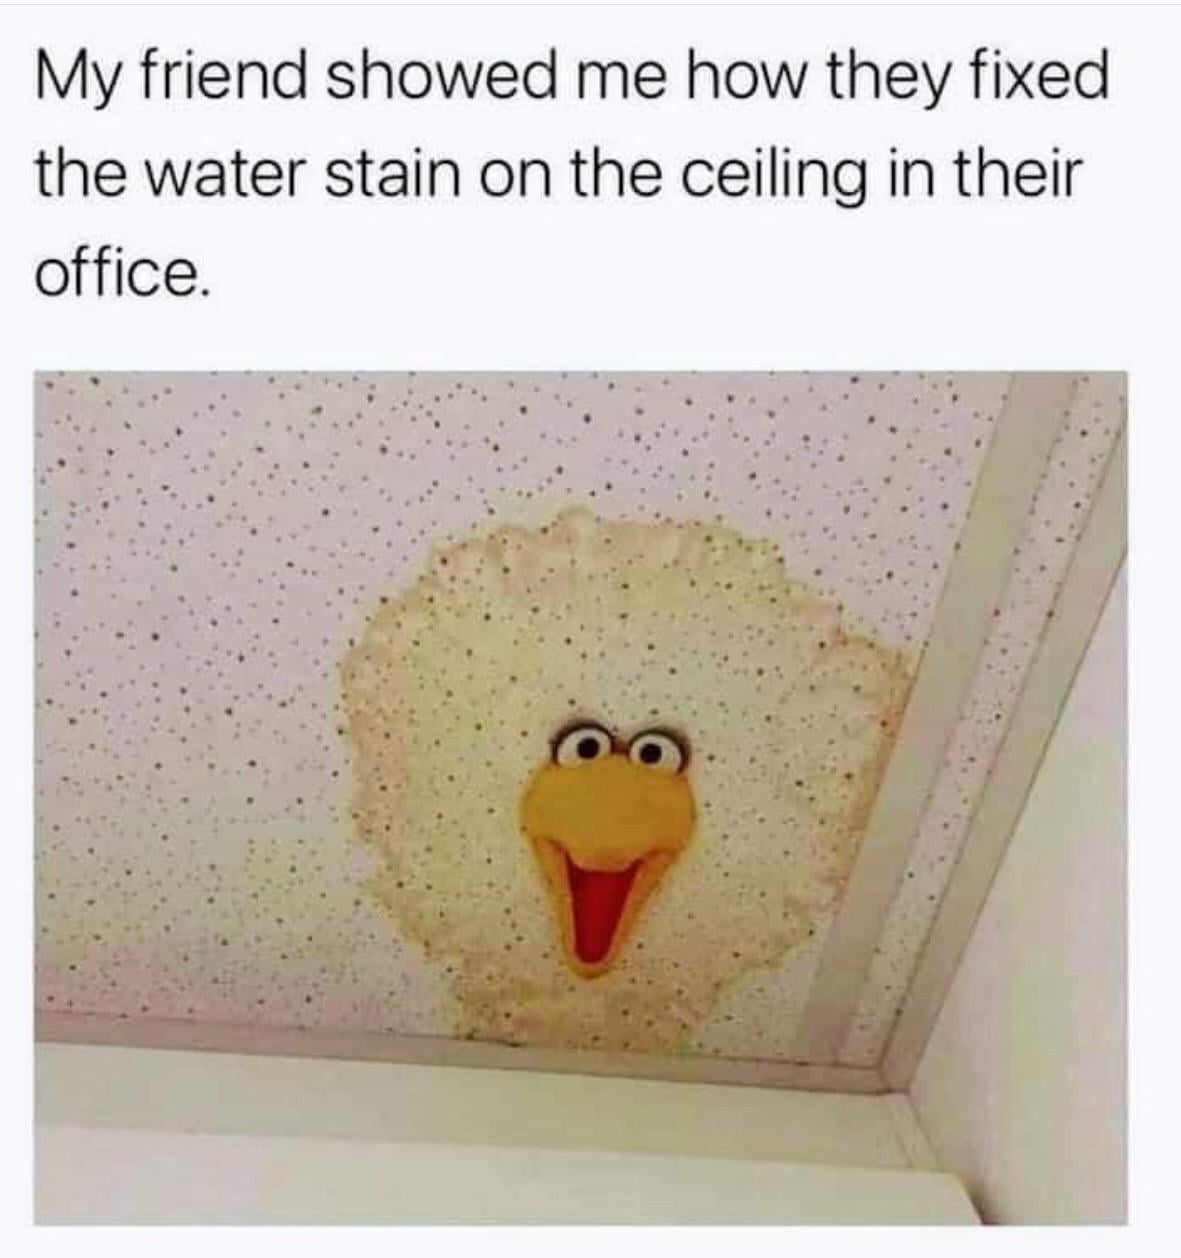 My friend showed me how they fixed
the water stain on the ceiling in their
office.